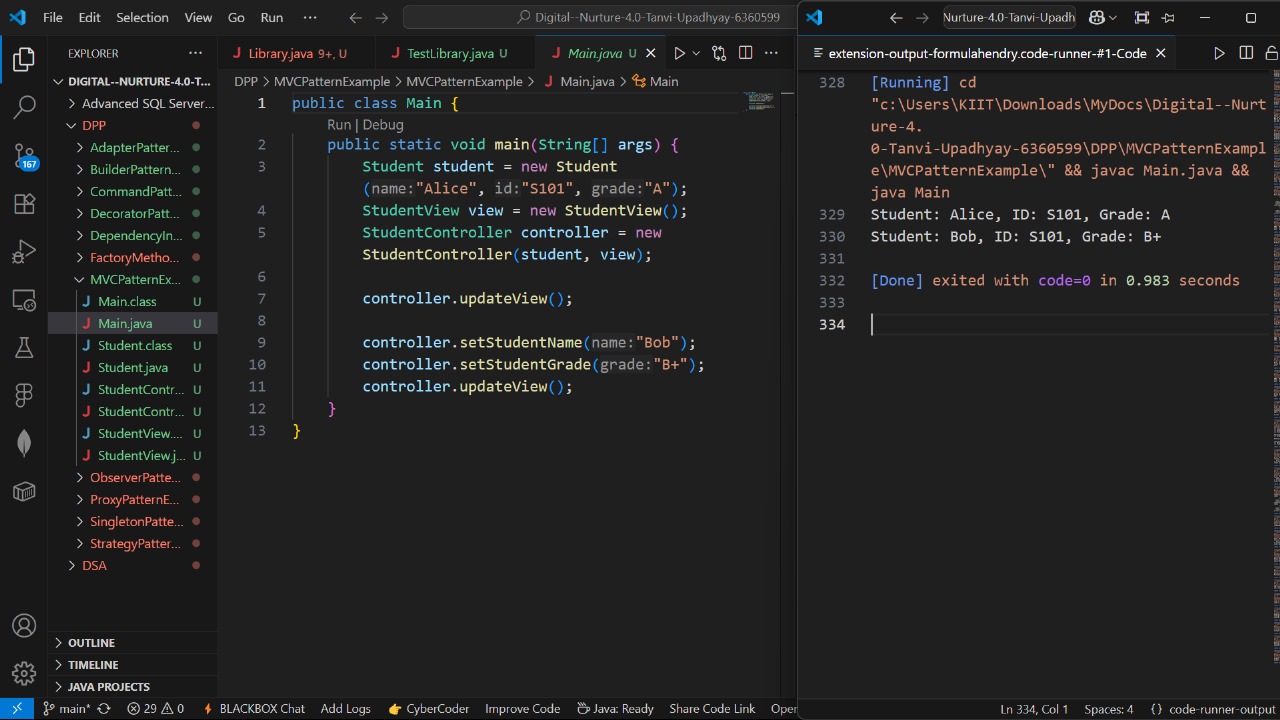 File Edit Selection View Go Run ···
Digital--Nurture-4.0-Tanvi-Upadhyay-6360599
EXPLORER ···
DIGITAL--NURTURE-4.0-T...
Advanced SQL Server...
DPP
AdapterPatter...
BuilderPattern...
CommandPatt...
DecoratorPatt...
DependencyIn...
FactoryMetho...
MVCPatternEx...
Main.class U
Main.java U
Student.class U
Student.java U
StudentContr... U
StudentContr... U
StudentView.... U
StudentView.j... U
ObserverPatte...
ProxyPatternE...
SingletonPatte...
StrategyPatter...
DSA
OUTLINE
TIMELINE
JAVA PROJECTS
167
Library.java 9+, U
TestLibrary.java U
Main.java U
DPP > MVCPatternExample > MVCPatternExample > Main.java > Main
1 public class Main {
Run | Debug
2 public static void main(String[] args) {
3 Student student = new Student
(name:"Alice", id:"S101", grade:"A");
4 StudentView view = new StudentView();
5 StudentController controller = new
StudentController(student, view);
6
7 controller.updateView();
8
9 controller.setStudentName(name:"Bob");
10 controller.setStudentGrade(grade:"B+");
11 controller.updateView();
12 }
13 }
Nurture-4.0-Tanvi-Upadh
extension-output-formulahendry.code-runner-#1-Code
328 [Running] cd
"c:\Users\KIIT\Downloads\MyDocs\Digital--Nurt
ure-4.
0-Tanvi-Upadhyay-6360599\DPP\MVCPatternExampl
e\MVCPatternExample\" && javac Main.java &&
java Main
329 Student: Alice, ID: S101, Grade: A
330 Student: Bob, ID: S101, Grade: B+
331
332 [Done] exited with code=0 in 0.983 seconds
333
334
main* 29 0 BLACKBOX Chat Add Logs CyberCoder Improve Code Java: Ready Share Code Link Open
Ln 334, Col 1 Spaces: 4 {} code-runner-output